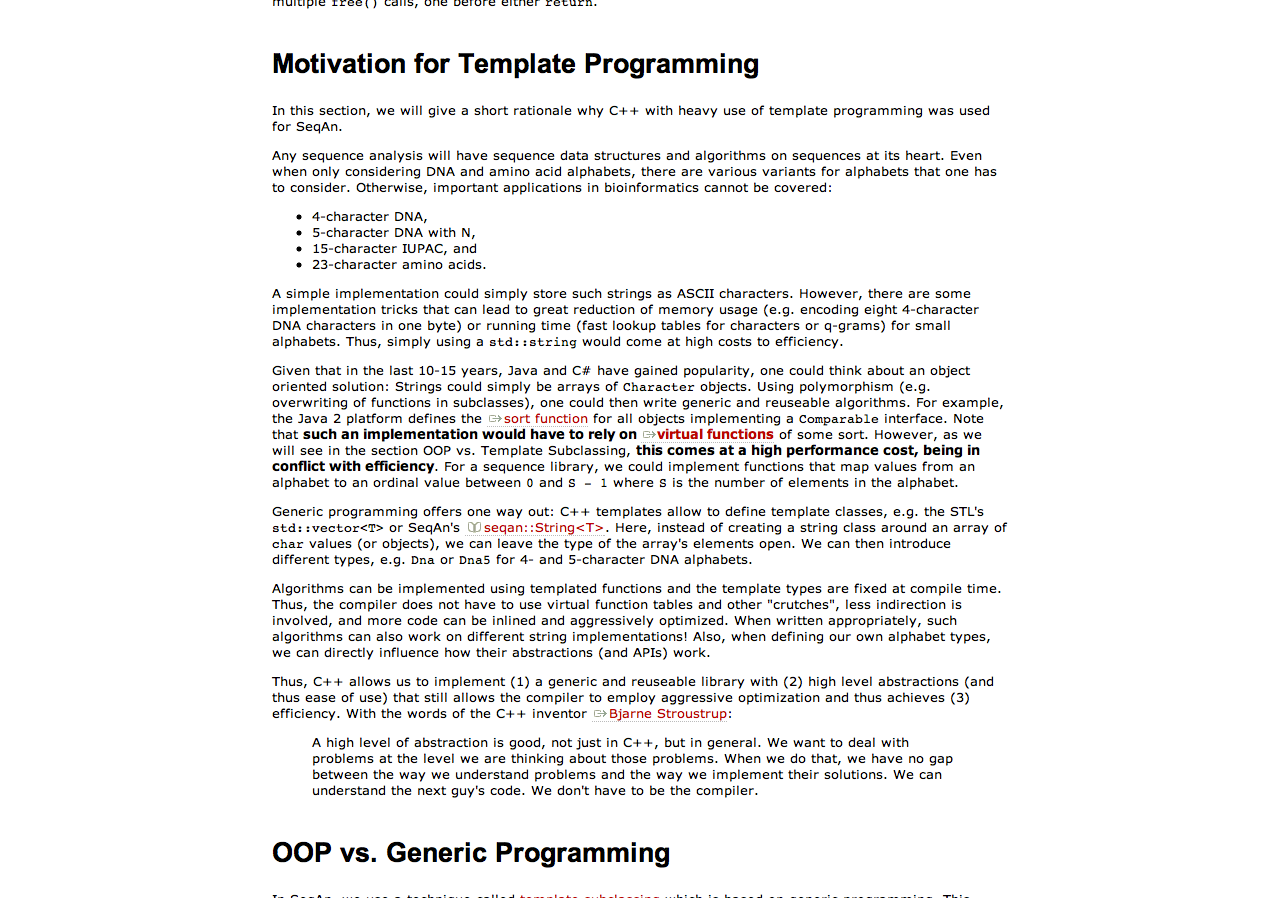 multiple free() calls, one before either return.
Motivation for Template Programming
In this section, we will give a short rationale why C++ with heavy use of template programming was used
for SeqAn.
Any sequence analysis will have sequence data structures and algorithms on sequences at its heart. Even
when only considering DNA and amino acid alphabets, there are various variants for alphabets that one has
to consider. Otherwise, important applications in bioinformatics cannot be covered:
• 4-character DNA,
• 5-character DNA with N,
• 15-character IUPAC, and
• 23-character amino acids.
A simple implementation could simply store such strings as ASCII characters. However, there are some
implementation tricks that can lead to great reduction of memory usage (e.g. encoding eight 4-character
DNA characters in one byte) or running time (fast lookup tables for characters or q-grams) for small
alphabets. Thus, simply using a std::string would come at high costs to efficiency.
Given that in the last 10-15 years, Java and C# have gained popularity, one could think about an object
oriented solution: Strings could simply be arrays of Character objects. Using polymorphism (e.g.
overwriting of functions in subclasses), one could then write generic and reuseable algorithms. For example,
the Java 2 platform defines the sort function for all objects implementing a Comparable interface. Note
that such an implementation would have to rely on virtual functions of some sort. However, as we
will see in the section OOP vs. Template Subclassing, this comes at a high performance cost, being in
conflict with efficiency. For a sequence library, we could implement functions that map values from an
alphabet to an ordinal value between 0 and S - 1 where S is the number of elements in the alphabet.
Generic programming offers one way out: C++ templates allow to define template classes, e.g. the STL's
std::vector<T> or SeqAn's seqan::String<T>. Here, instead of creating a string class around an array of
char values (or objects), we can leave the type of the array's elements open. We can then introduce
different types, e.g. Dna or Dna5 for 4- and 5-character DNA alphabets.
Algorithms can be implemented using templated functions and the template types are fixed at compile time.
Thus, the compiler does not have to use virtual function tables and other "crutches", less indirection is
involved, and more code can be inlined and aggressively optimized. When written appropriately, such
algorithms can also work on different string implementations! Also, when defining our own alphabet types,
we can directly influence how their abstractions (and APIs) work.
Thus, C++ allows us to implement (1) a generic and reuseable library with (2) high level abstractions (and
thus ease of use) that still allows the compiler to employ aggressive optimization and thus achieves (3)
efficiency. With the words of the C++ inventor Bjarne Stroustrup:
A high level of abstraction is good, not just in C++, but in general. We want to deal with
problems at the level we are thinking about those problems. When we do that, we have no gap
between the way we understand problems and the way we implement their solutions. We can
understand the next guy's code. We don't have to be the compiler.
OOP vs. Generic Programming
In SeqAn, we use a technique called template subclassing which is based on generic programming. This